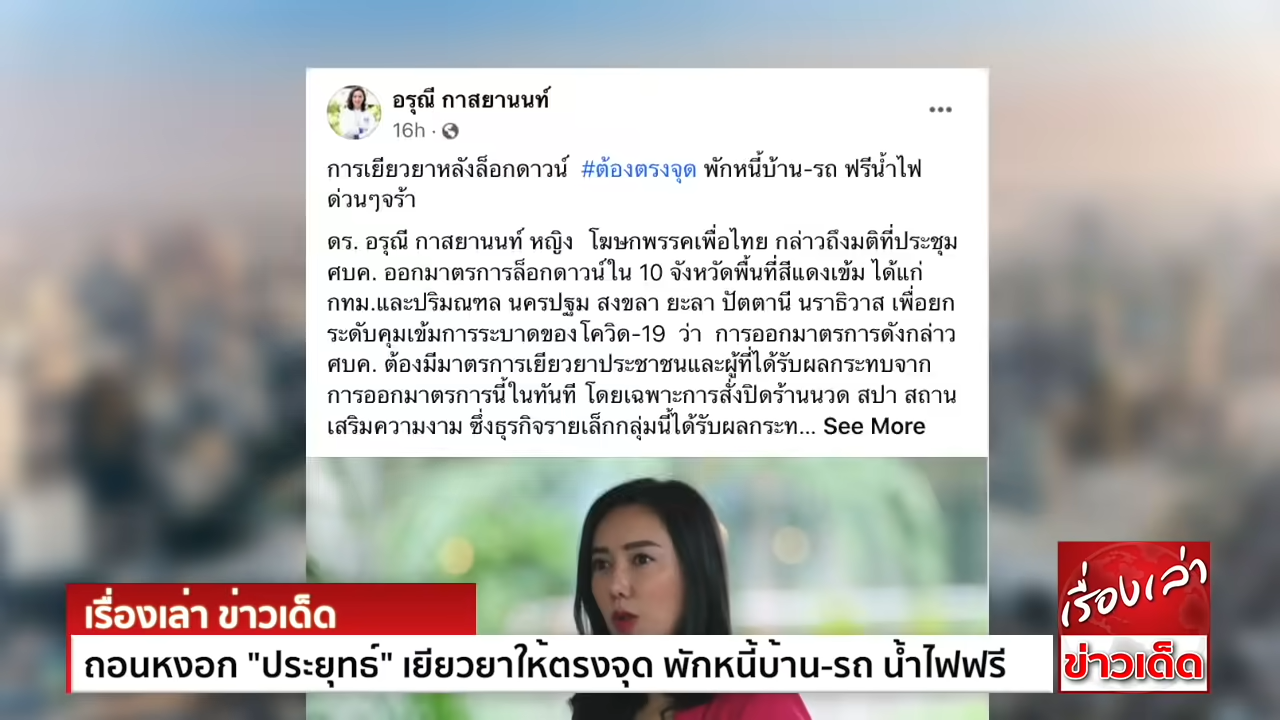 อรุณี กาสยานนท์
16h ·
การเยียวยาหลังล็อกดาวน์ #ต้องตรงจุด พักหนี้บ้าน-รถ ฟรีน้ำไฟ
ด่วนๆจร้า
ดร. อรุณี กาสยานนท์ หญิง โฆษกพรรคเพื่อไทย กล่าวถึงมติที่ประชุม
ศบค. ออกมาตรการล็อกดาวน์ใน 10 จังหวัดพื้นที่สีแดงเข้ม ได้แก่
กทม.และปริมณฑล นครปฐม สงขลา ยะลา ปัตตานี นราธิวาส เพื่อยก
ระดับคุมเข้มการระบาดของโควิด-19 ว่า การออกมาตรการดังกล่าว
ศบค. ต้องมีมาตรการเยียวยาประชาชนและผู้ที่ได้รับผลกระทบจาก
การออกมาตรการนี้ในทันที โดยเฉพาะการสั่งปิดร้านนวด สปา สถาน
เสริมความงาม ซึ่งธุรกิจรายเล็กกลุ่มนี้ได้รับผลกระท... See More
เรื่องเล่า ข่าวเด็ด
ถอนหงอก "ประยุทธ์" เยียวยาให้ตรงจุด พักหนี้บ้าน-รถ น้ำไฟฟรี
เรื่องเล่า
ข่าวเด็ด